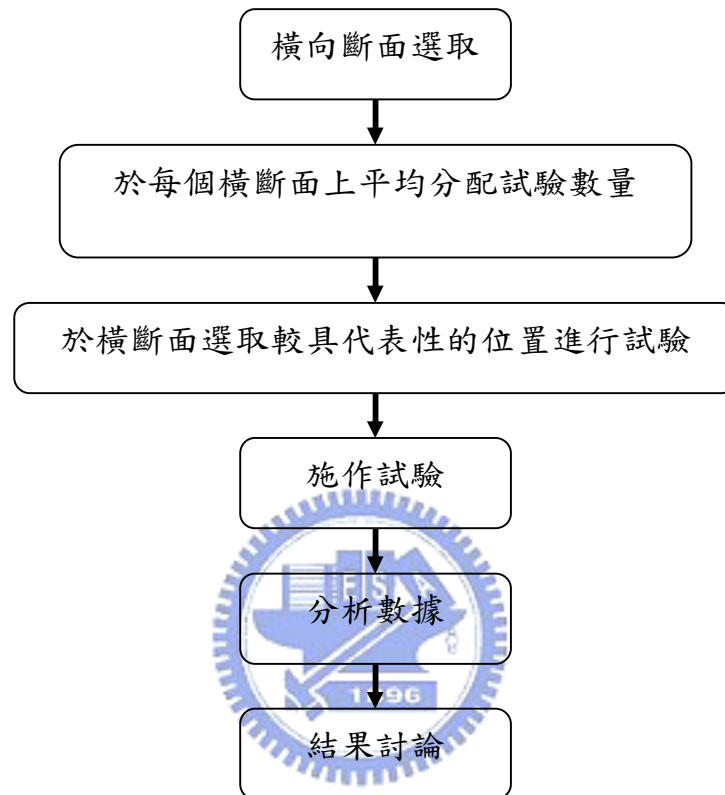 橫向斷面選取
於每個橫斷面上平均分配試驗數量
於橫斷面選取較具代表性的位置進行試驗
施作試驗
ES
分析數據
1896
結果討論